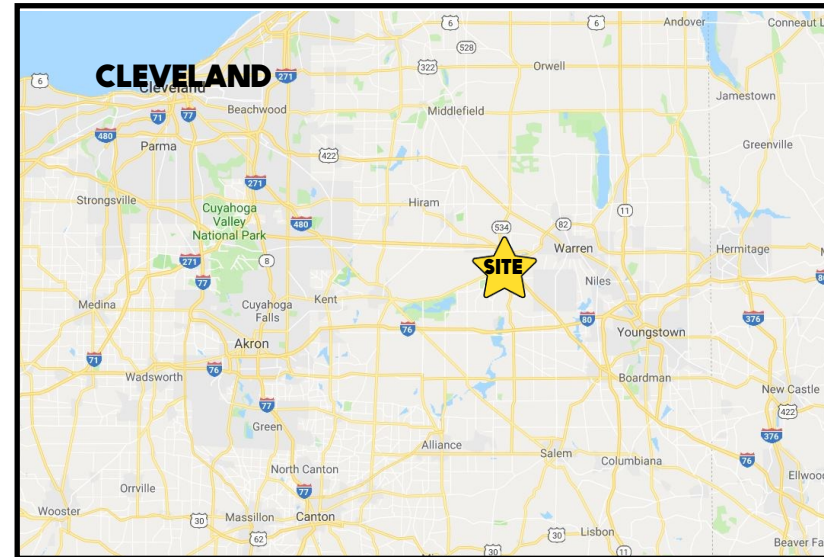 6
6
Andover
Conneaut L
528
CLEVELAND
Cleveland
271
322
Orwell
6
Jamestown
Beachwood
Middlefield
71
77
480
Parma
422
Greenville
271
Strongsville
Hiram
Cuyahoga
Valley
National Park
480
11
82
534
Warren
Hermitage
SITE
271
8
77
Niles
80
Medina
Cuyahoga
Falls
Kent
76
80
376
Youngstown
Akron
71
76
Wadsworth
Boardman
New Castle
77
422
Green
376
Alliance
Salem
Columbiana
76
North Canton
Ellwoo
77
Orrville
Wooster
30
Massillon
Canton
62
30
Lisbon
30
11
Beaver Fa